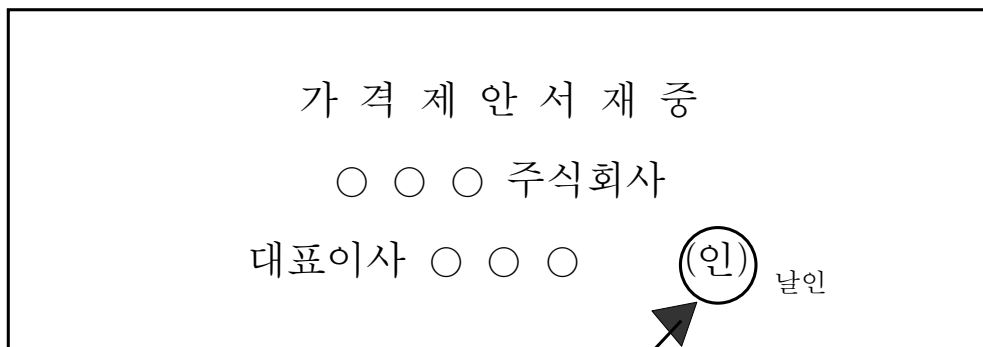 가 격 제 안 서 재 중
○ ○ ○ 주식회사
대표이사 ○ ○ ○ (인) 날인